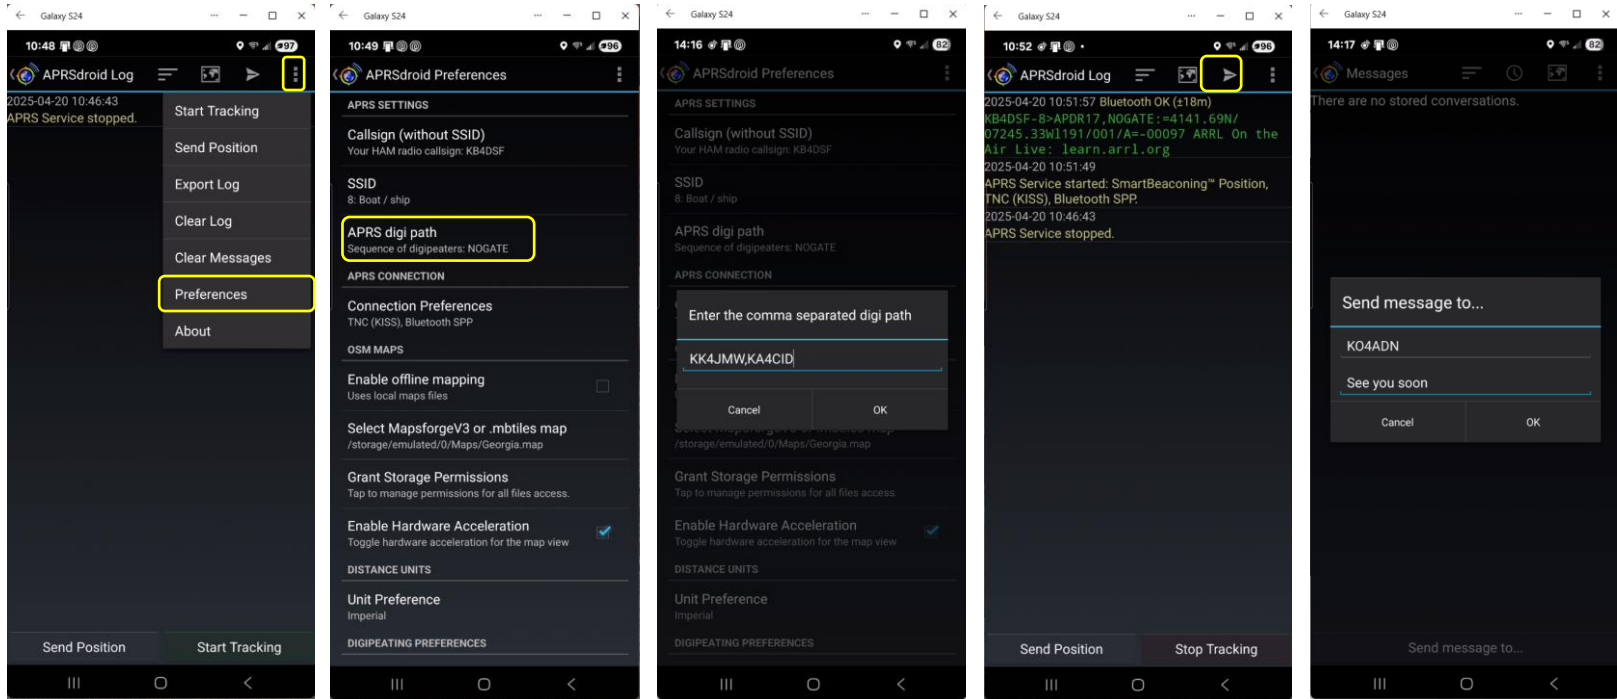 Galaxy S24
10:48
97
APRSdroid Log
2025-04-20 10:46:43
APRS Service stopped.
Start Tracking
Send Position
Export Log
Clear Log
Clear Messages
Preferences
About
Send Position
Start Tracking
Galaxy S24
10:49
96
APRSdroid Preferences
APRS SETTINGS
Callsign (without SSID)
Your HAM radio callsign: KB4DSF
SSID
8: Boat / ship
APRS digi path
Sequence of digipeaters: NOGATE
APRS CONNECTION
Connection Preferences
TNC (KISS), Bluetooth SPP
OSM MAPS
Enable offline mapping
Uses local maps files
Select MapsforgeV3 or .mbtiles map
/storage/emulated/0/Maps/Georgia.map
Grant Storage Permissions
Tap to manage permissions for all files access.
Enable Hardware Acceleration
Toggle hardware acceleration for the map view
DISTANCE UNITS
Unit Preference
Imperial
DIGIPEATING PREFERENCES
Galaxy S24
14:16
82
APRSdroid Preferences
APRS SETTINGS
Callsign (without SSID)
Your HAM radio callsign: KB4DSF
SSID
8: Boat / ship
APRS digi path
Sequence of digipeaters: NOGATE
APRS CONNECTION
Enter the comma separated digi path
KK4JMW,KA4CID
Cancel
OK
/storage/emulated/0/Maps/Georgia.map
Grant Storage Permissions
Tap to manage permissions for all files access.
Enable Hardware Acceleration
Toggle hardware acceleration for the map view
DISTANCE UNITS
Unit Preference
Imperial
DIGIPEATING PREFERENCES
Galaxy S24
10:52
96
APRSdroid Log
2025-04-20 10:51:57 Bluetooth OK (±18m)
KB4DSF-8>APDR17,NOGATE:=4141.69N/
07245.33Wl191/001/A=-00097 ARRL On the
Air Live: learn.arrl.org
2025-04-20 10:51:49
APRS Service started: SmartBeaconing™ Position,
TNC (KISS), Bluetooth SPP.
2025-04-20 10:46:43
APRS Service stopped.
Send Position
Stop Tracking
Galaxy S24
14:17
82
Messages
There are no stored conversations.
Send message to...
KO4ADN
See you soon
Cancel
OK
Send message to...